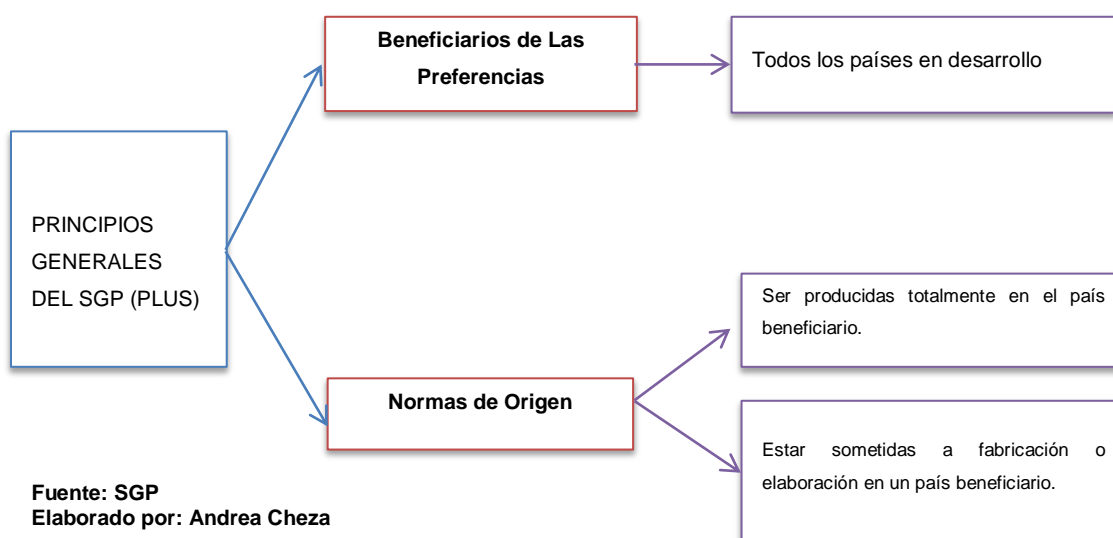 Beneficiarios de Las
Preferencias
Todos los países en desarrollo
PRINCIPIOS
GENERALES
DEL SGP (PLUS)
Ser producidas totalmente en el país
beneficiario.
Normas de Origen
Estar sometidas a fabricación o
elaboración en un país beneficiario.
Fuente: SGP
Elaborado por: Andrea Cheza